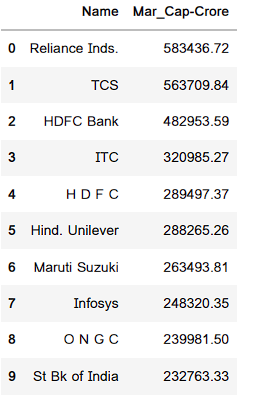 Name Mar_Cap-Crore
0 Reliance Inds. 583436.72
1 TCS 563709.84
2 HDFC Bank 482953.59
3 ITC 320985.27
4 H D F C 289497.37
5 Hind. Unilever 288265.26
6 Maruti Suzuki 263493.81
7 Infosys 248320.35
8 O N G C 239981.50
9 St Bk of India 232763.33